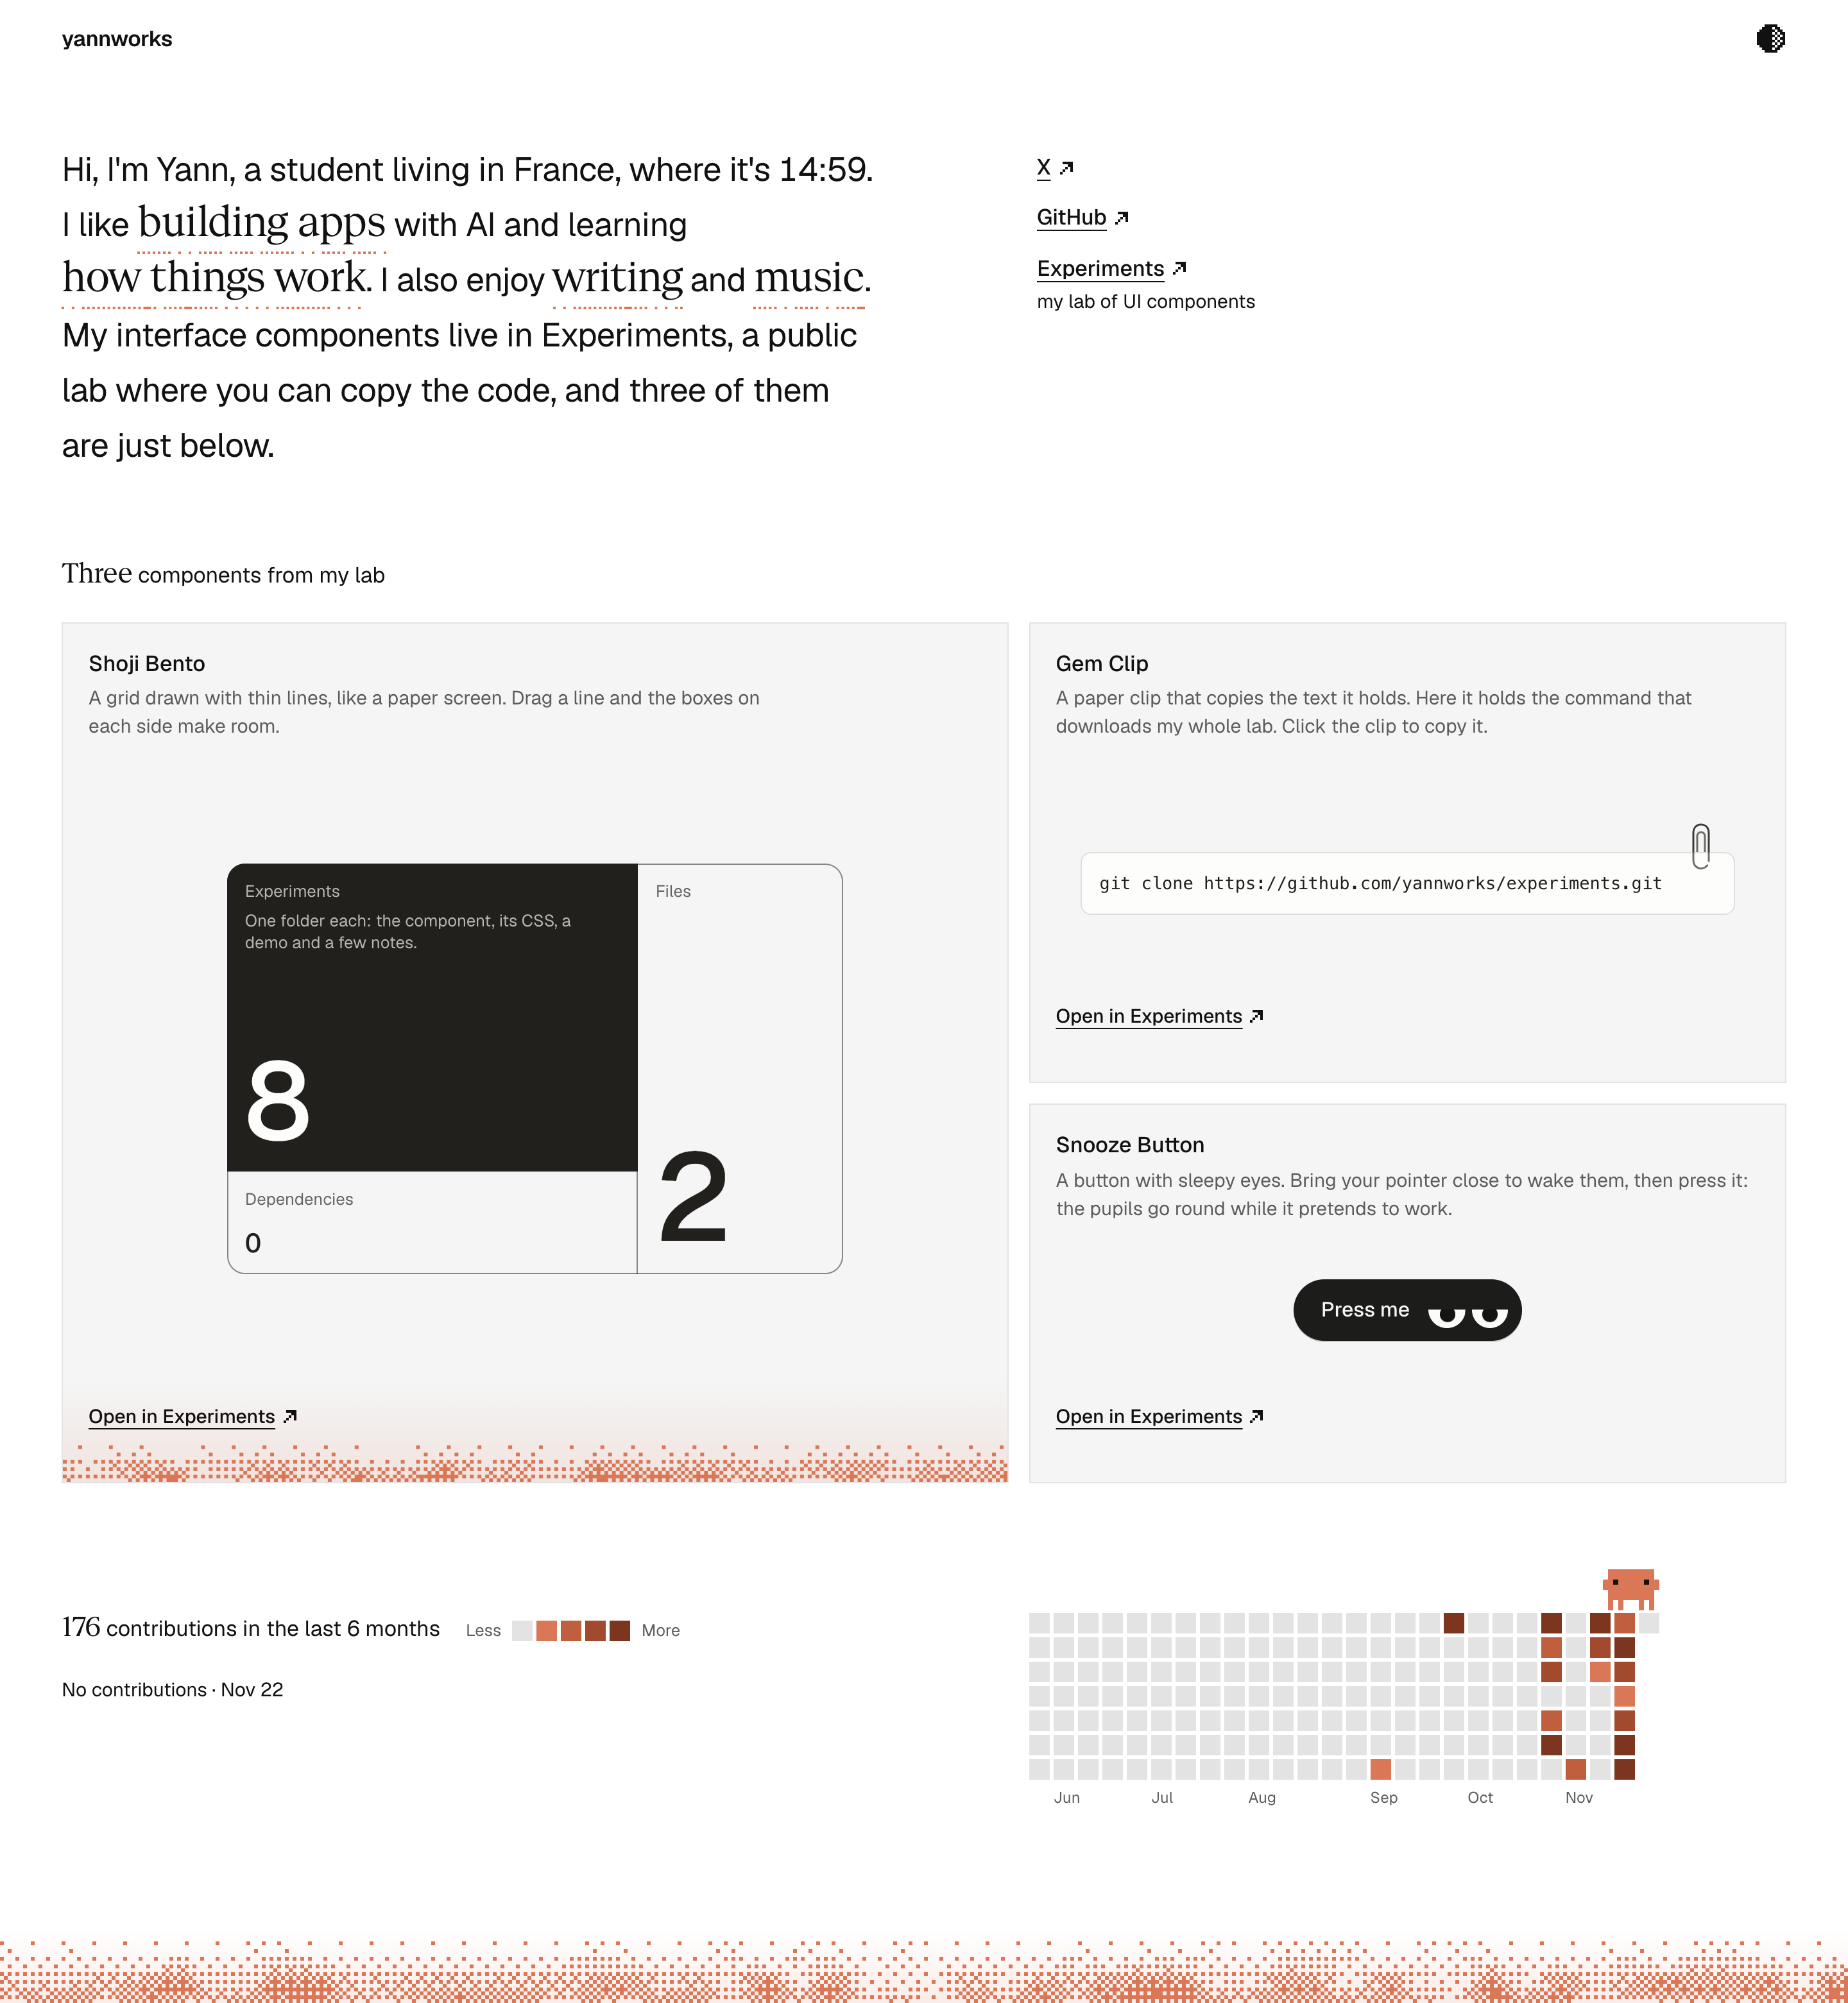 yannworks
Hi, I'm Yann, a student living in France, where it's 14:59.
I like building apps with AI and learning
how things work. I also enjoy writing and music.
My interface components live in Experiments, a public
lab where you can copy the code, and three of them
are just below.
X
GitHub
Experiments
my lab of UI components
Three components from my lab
Shoji Bento
A grid drawn with thin lines, like a paper screen. Drag a line and the boxes on
each side make room.
Experiments
One folder each: the component, its CSS, a
demo and a few notes.
8
Files
2
Dependencies
0
Open in Experiments
Gem Clip
A paper clip that copies the text it holds. Here it holds the command that
downloads my whole lab. Click the clip to copy it.
git clone https://github.com/yannworks/experiments.git
Open in Experiments
Snooze Button
A button with sleepy eyes. Bring your pointer close to wake them, then press it:
the pupils go round while it pretends to work.
Press me
Open in Experiments
176 contributions in the last 6 months
Less
More
No contributions · Nov 22
Jun Jul Aug Sep Oct Nov